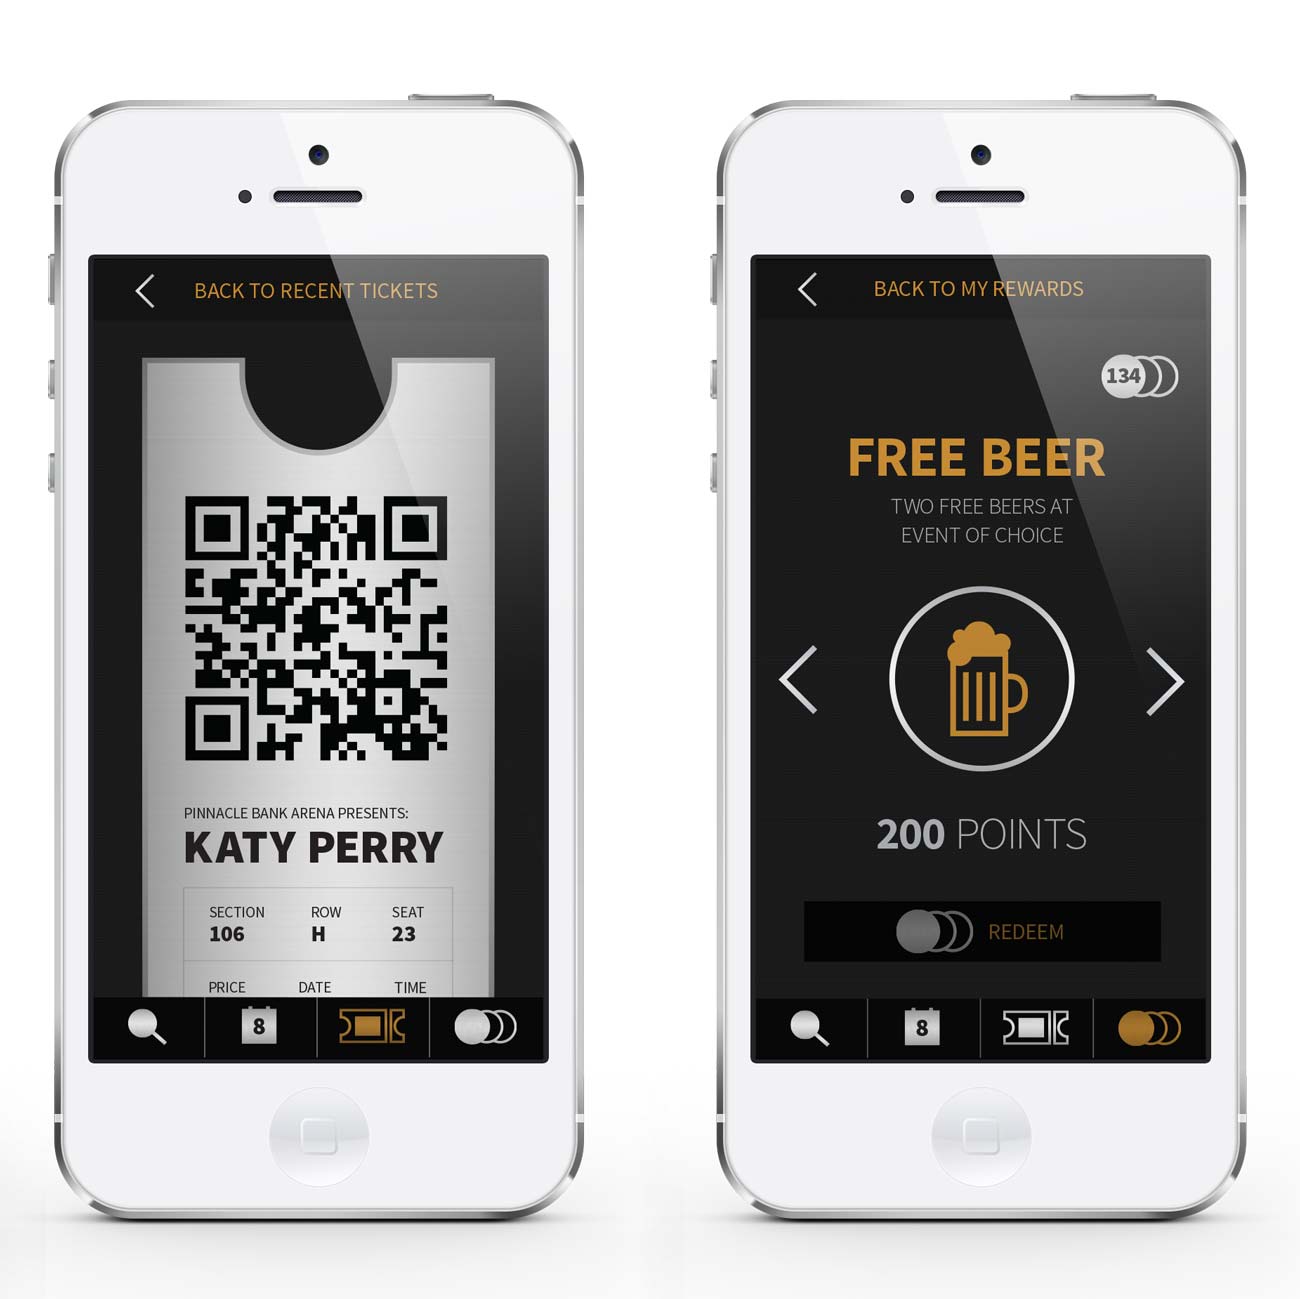 BACK TO RECENT TICKETS
PINNACLE BANK ARENA PRESENTS:
KATY PERRY
SECTION ROW SEAT
106 H 23
PRICE DATE TIME
8
BACK TO MY REWARDS
134
FREE BEER
TWO FREE BEERS AT
EVENT OF CHOICE
200 POINTS
REDEEM
8